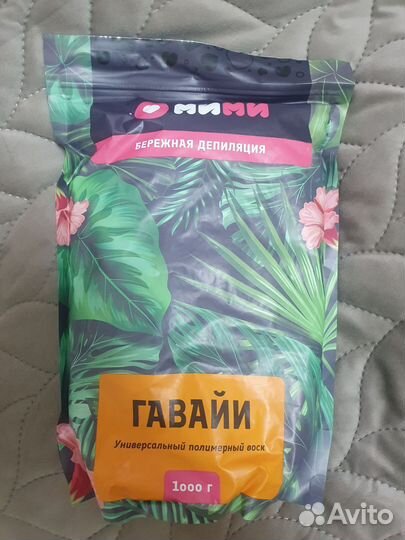 МИМИ
БЕРЕЖНАЯ ДЕПИЛЯЦИЯ
ГАВАЙИ
Универсальный полимерный воск
1000 г
Avito